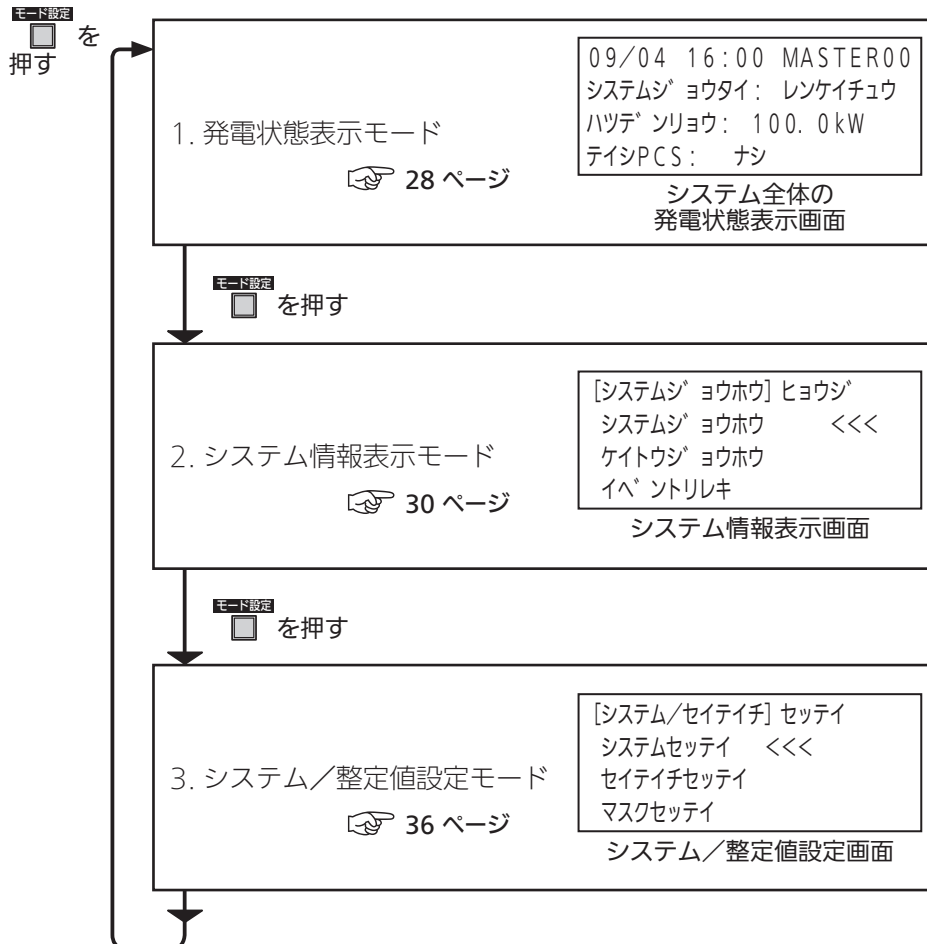 モード設定
を
押す
1. 発電状態表示モード
28 ページ
09/04 16:00 MASTER00
システムジョウタイ: レンケイチュウ
ハツデンリョウ: 100.0kW
テイシPCS: ナシ
システム全体の
発電状態表示画面
モード設定
を押す
2. システム情報表示モード
30 ページ
[システムジョウホウ] ヒョウジ
システムジョウホウ <<<
ケイトウジョウホウ
イベントリレキ
システム情報表示画面
モード設定
を押す
3. システム/整定値設定モード
36 ページ
[システム/セイテイチ] セッテイ
システムセッテイ <<<
セイテイチセッテイ
マスクセッテイ
システム/整定値設定画面